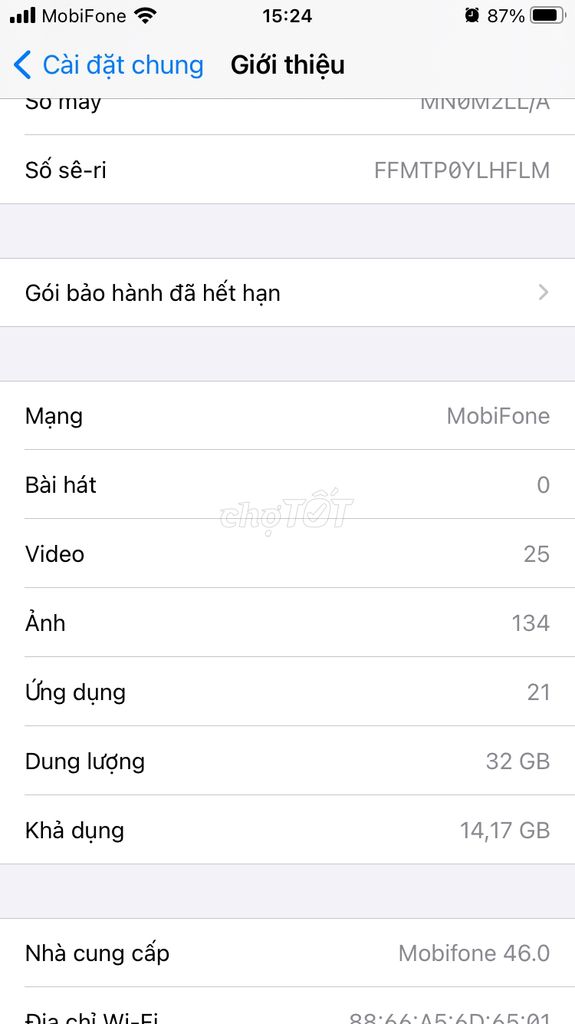 MobiFone 15:24 87%
Cài đặt chung Giới thiệu
Số máy MN0M2LL/A
Số sê-ri FFMTP0YLHFLM
Gói bảo hành đã hết hạn
Mạng MobiFone
Bài hát 0
chợTỐT
Video 25
Ảnh 134
Ứng dụng 21
Dung lượng 32 GB
Khả dụng 14,17 GB
Nhà cung cấp Mobifone 46.0
Địa chỉ Wi-Fi 88:66:A5:6D:65:01